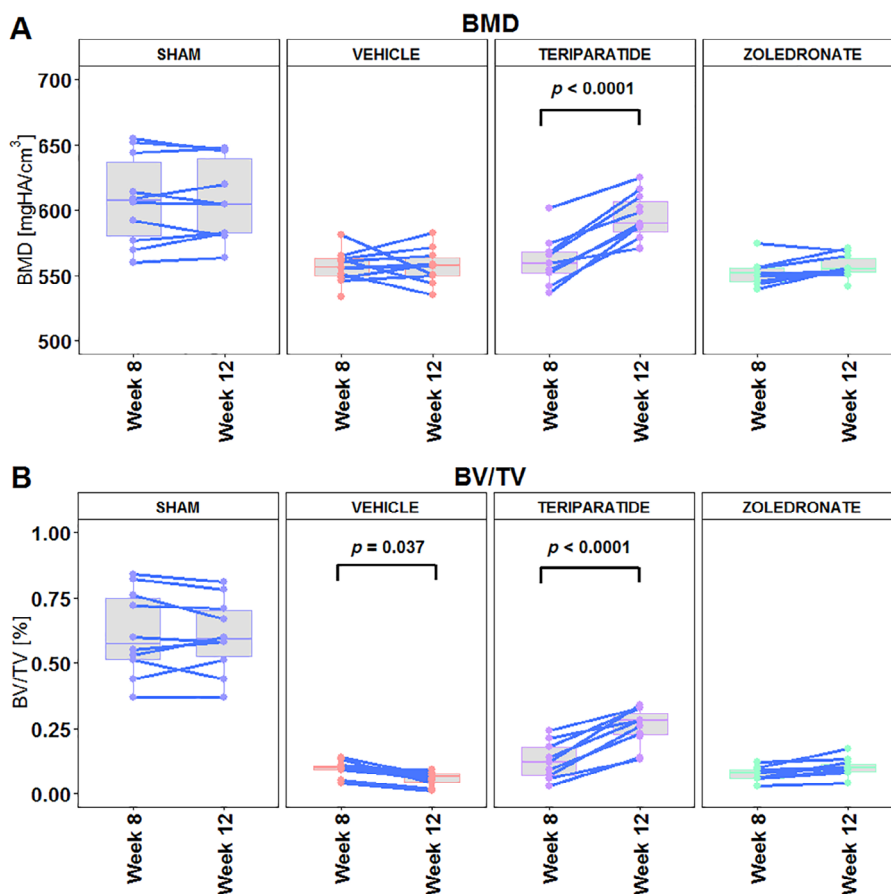 A
BMD
SHAM
VEHICLE
TERIPARATIDE
ZOLEDRONATE
700
650
600
550
500
BMD [mgHA/cm³]
p < 0.0001
Week 8
Week 12
Week 8
Week 12
Week 8
Week 12
Week 8
Week 12
B
BV/TV
SHAM
VEHICLE
TERIPARATIDE
ZOLEDRONATE
1.00
0.75
0.50
0.25
0.00
BV/TV [%]
p = 0.037
p < 0.0001
Week 8
Week 12
Week 8
Week 12
Week 8
Week 12
Week 8
Week 12